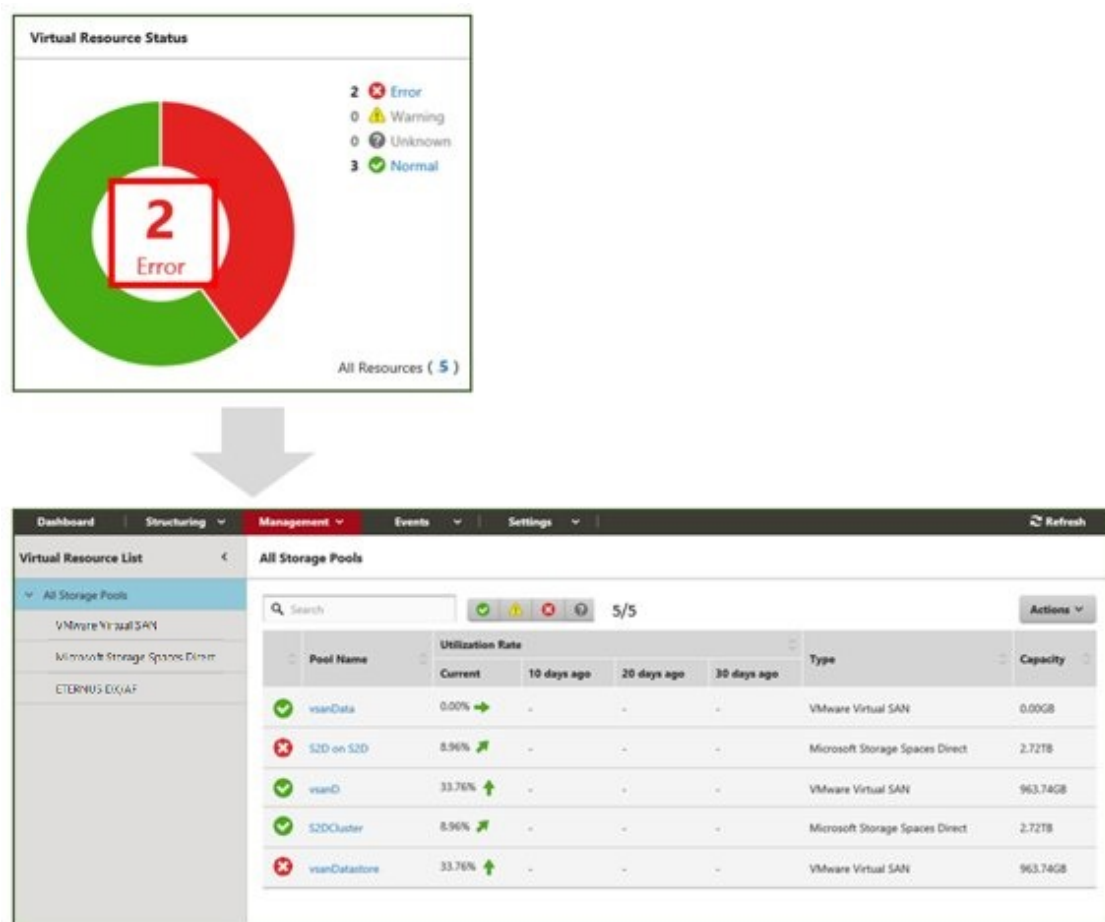 Virtual Resource Status
2 Error
0 Warning
0 Unknown
3 Normal
2
Error
All Resources ( 5 )
Dashboard Structuring Management Events Settings Refresh
Virtual Resource List
All Storage Pools
VMware Virtual SAN
Microsoft Storage Spaces Direct
ETERNUS DX/AF
All Storage Pools
Search 5/5 Actions
Pool Name Utilization Rate Type Capacity
Current 10 days ago 20 days ago 30 days ago
vsanData 0.00% - - - VMware Virtual SAN 0.00GB
S2D on S2D 8.96% - - - Microsoft Storage Spaces Direct 2.72TB
vsanD 33.76% - - - VMware Virtual SAN 963.74GB
S2DCluster 8.96% - - - Microsoft Storage Spaces Direct 2.72TB
vsanDatastore 33.76% - - - VMware Virtual SAN 963.74GB